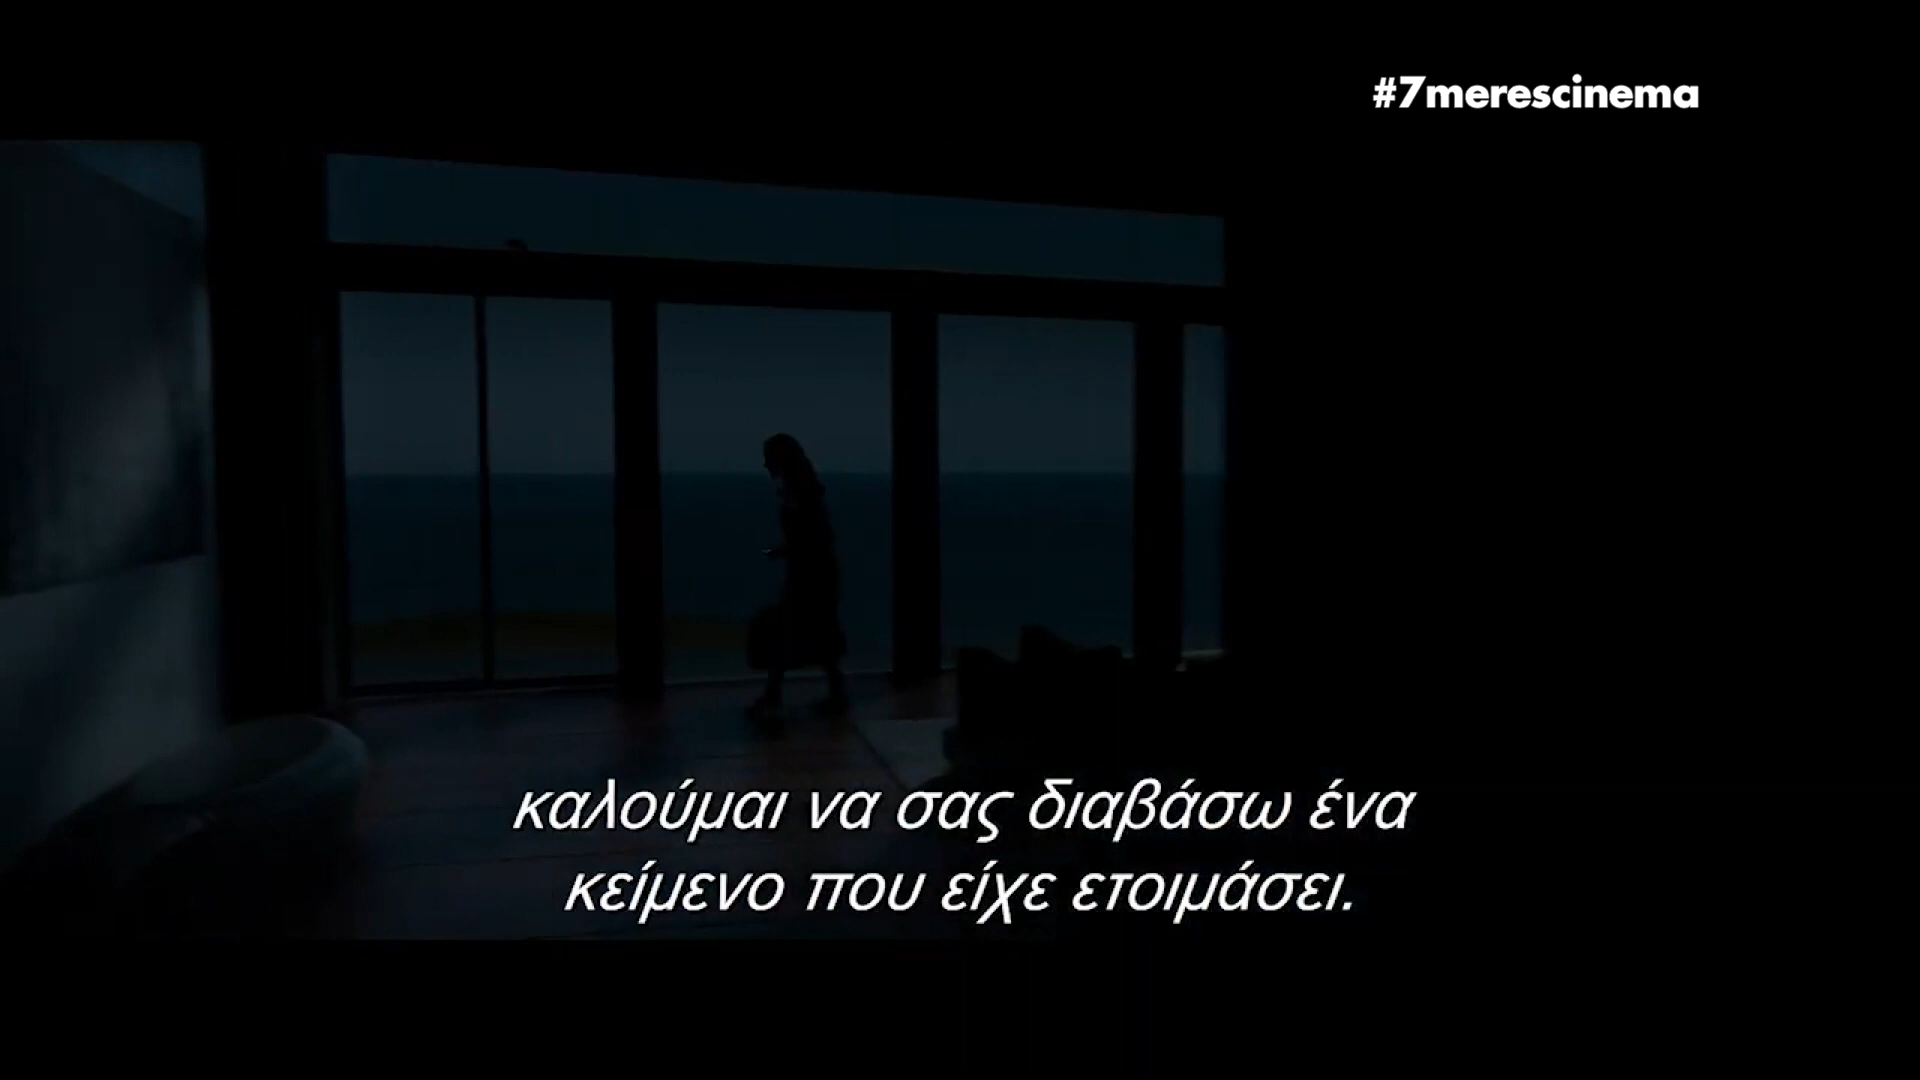 #7merescinema
καλούμαι να σας διαβάσω ένα
κείμενο που είχε ετοιμάσει.